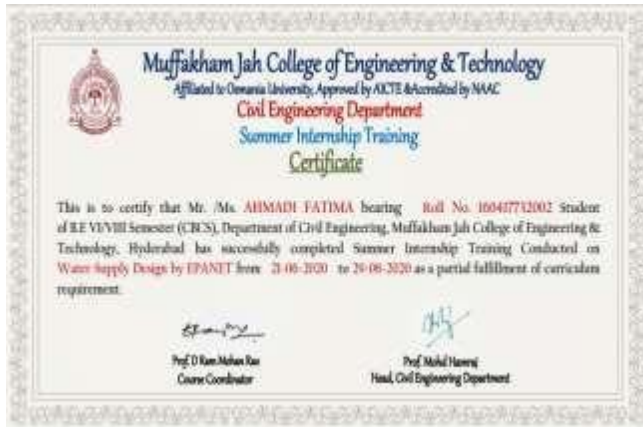 Muffakham Jah College of Engineering & Technology
Affiliated to Osmania University, Approved by AICTE &Accredited by NAAC
Civil Engineering Department
Summer Internship Training
Certificate
This is to certify that Mr. /Ms. AHMADI FATIMA bearing Roll No. 160417732002 Student
of B.E VI/VIII Semester (CBCS), Department of Civil Engineering, Muffakham Jah College of Engineering &
Technology, Hyderabad has successfully completed Summer Internship Training Conducted on
Water Supply Design by EPANET from 21-06-2020 to 29-06-2020 as a partial fulfillment of curriculum
requirement.
Prof. D Ram Mohan Rao
Course Coordinator
Prof. Mohd
Head, Civil Engineering Department